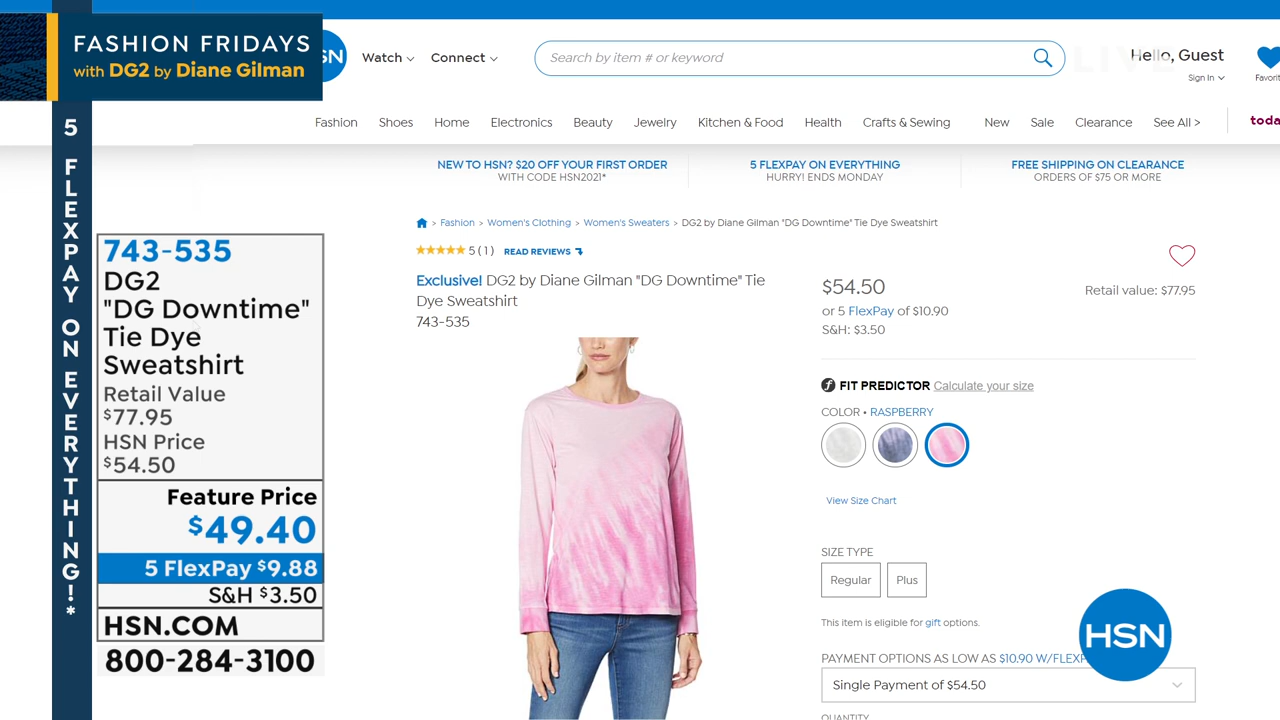 FASHION FRIDAYS
with DG2 by Diane Gilman
5 FLEXPAY ON EVERYTHING!*
743-535
DG2
"DG Downtime"
Tie Dye
Sweatshirt
Retail Value
$77.95
HSN Price
$54.50
Feature Price
$49.40
5 FlexPay $9.88
S&H $3.50
HSN.COM
800-284-3100
SN
Watch
Connect
Search by item # or keyword
LIVE
Hello, Guest
Sign In
Favori
Fashion Shoes Home Electronics Beauty Jewelry Kitchen & Food Health Crafts & Sewing New Sale Clearance See All > toda
NEW TO HSN? $20 OFF YOUR FIRST ORDER
WITH CODE HSN2021*
5 FLEXPAY ON EVERYTHING
HURRY! ENDS MONDAY
FREE SHIPPING ON CLEARANCE
ORDERS OF $75 OR MORE
> Fashion > Women's Clothing > Women's Sweaters > DG2 by Diane Gilman "DG Downtime" Tie Dye Sweatshirt
5 (1) READ REVIEWS
Exclusive! DG2 by Diane Gilman "DG Downtime" Tie
Dye Sweatshirt
743-535
$54.50
Retail value: $77.95
or 5 FlexPay of $10.90
S&H: $3.50
FIT PREDICTOR Calculate your size
COLOR • RASPBERRY
View Size Chart
SIZE TYPE
Regular
Plus
This item is eligible for gift options.
PAYMENT OPTIONS AS LOW AS $10.90 W/FLEXP
Single Payment of $54.50
QUANTITY
HSN